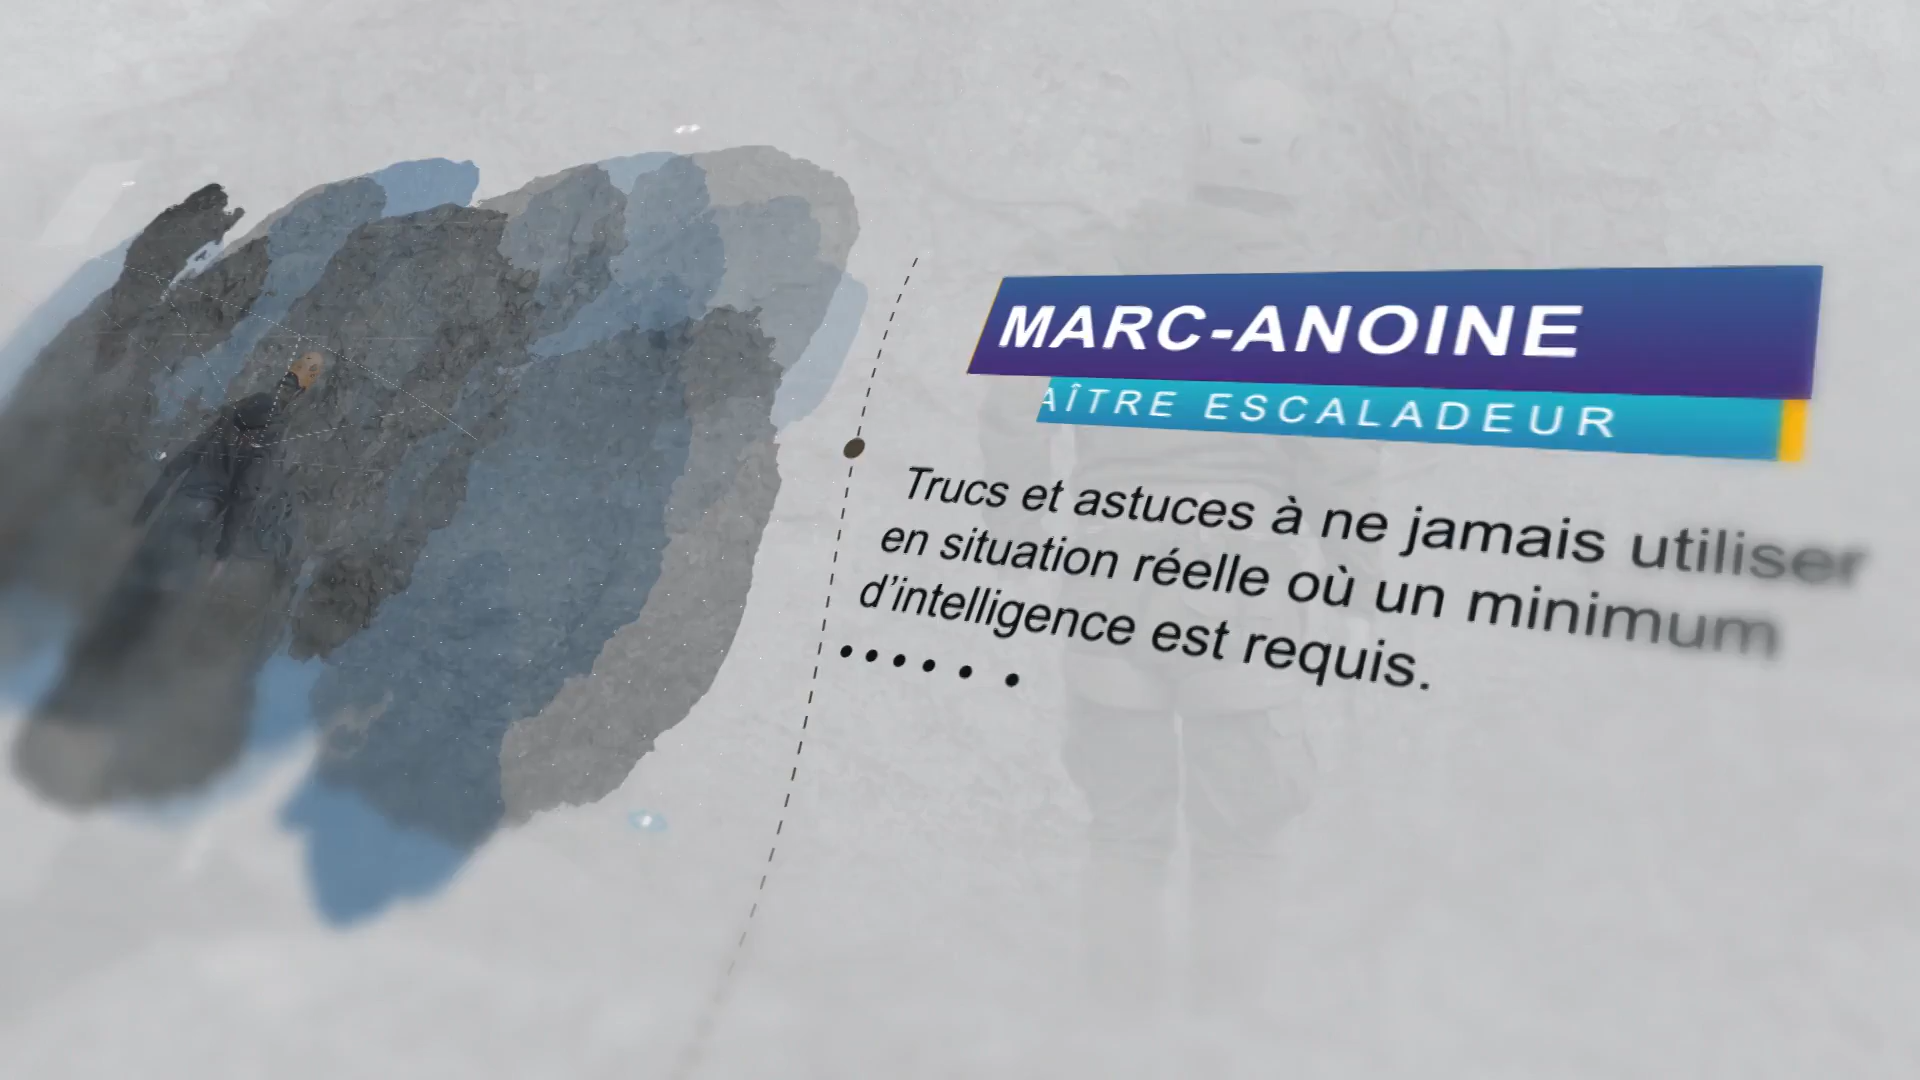 MARC-ANOINE
AÎTRE ESCALADEUR
Trucs et astuces à ne jamais utiliser
en situation réelle où un minimum
d’intelligence est requis.